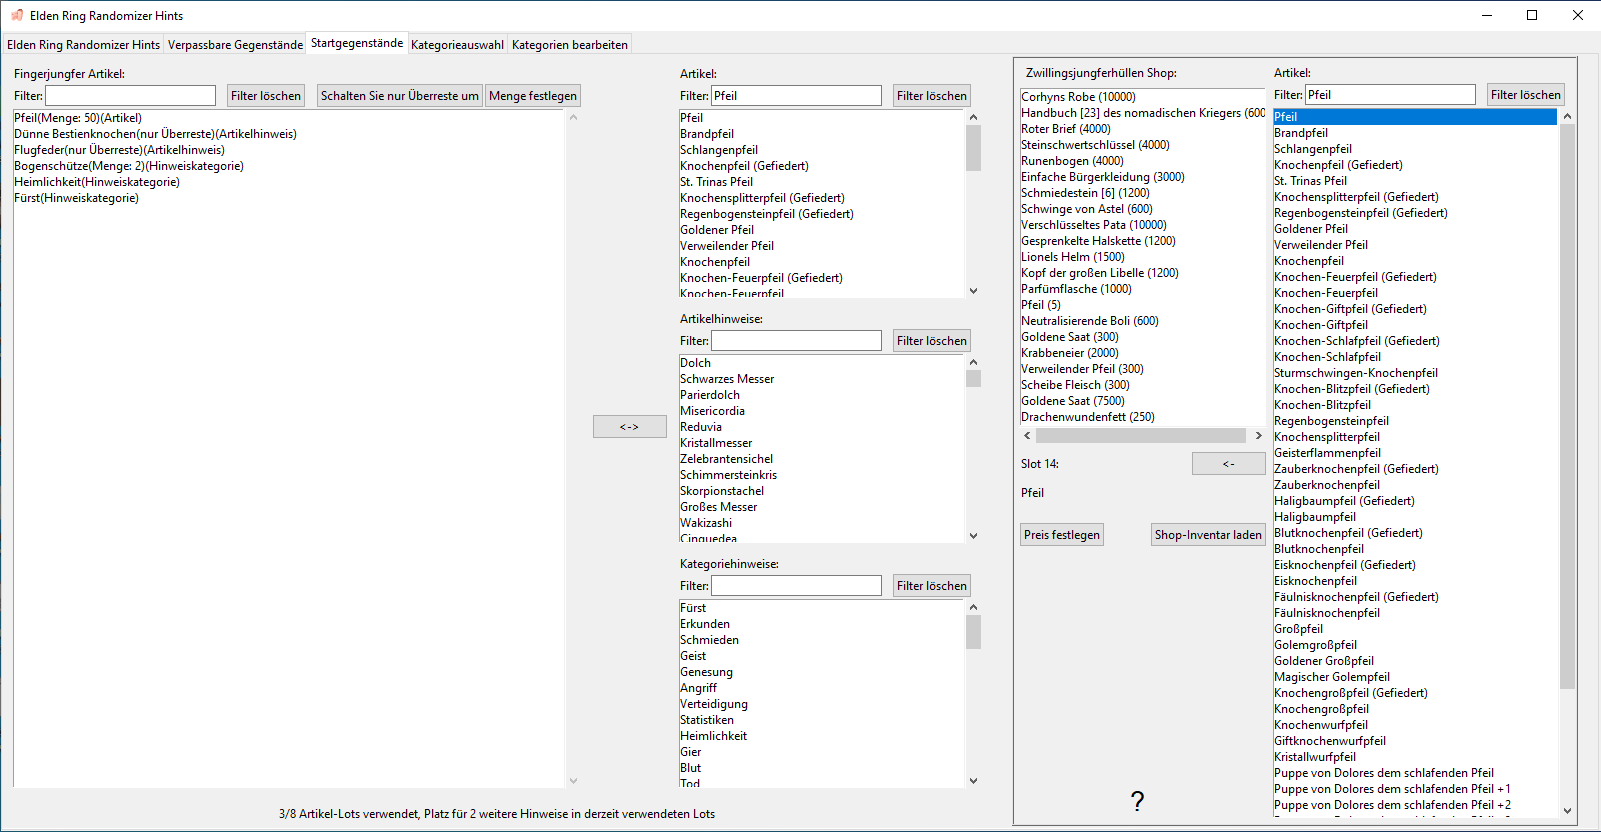 Elden Ring Randomizer Hints
Elden Ring Randomizer Hints Verpassbare Gegenstände Startgegenstände Kategorieauswahl Kategorien bearbeiten
Fingerjungfer Artikel:
Filter: Filter löschen Schalten Sie nur Überreste um Menge festlegen
Pfeil(Menge: 50)(Artikel)
Dünne Bestienknochen(nur Überreste)(Artikelhinweis)
Flugfeder(nur Überreste)(Artikelhinweis)
Bogenschütze(Menge: 2)(Hinweiskategorie)
Heimlichkeit(Hinweiskategorie)
Fürst(Hinweiskategorie)
<->
Artikel:
Filter: Pfeil Filter löschen
Pfeil
Brandpfeil
Schlangenpfeil
Knochenpfeil (Gefiedert)
St. Trinas Pfeil
Knochensplitterpfeil (Gefiedert)
Regenbogensteinpfeil (Gefiedert)
Goldener Pfeil
Verweilender Pfeil
Knochenpfeil
Knochen-Feuerpfeil (Gefiedert)
Knochen-Feuerpfeil
Artikelhinweise:
Filter: Filter löschen
Dolch
Schwarzes Messer
Parierdolch
Misericordia
Reduvia
Kristallmesser
Zelebrantensichel
Schimmersteinkris
Skorpionstachel
Großes Messer
Wakizashi
Cinquedea
Kategoriehinweise:
Filter: Filter löschen
Fürst
Erkunden
Schmieden
Geist
Genesung
Angriff
Verteidigung
Statistiken
Heimlichkeit
Gier
Blut
Tod
3/8 Artikel-Lots verwendet, Platz für 2 weitere Hinweise in derzeit verwendeten Lots
Zwillingsjungferhüllen Shop:
Corhyns Robe (10000)
Handbuch [23] des nomadischen Kriegers (600
Roter Brief (4000)
Steinschwertschlüssel (4000)
Runenbogen (4000)
Einfache Bürgerkleidung (3000)
Schmiedestein [6] (1200)
Schwinge von Astel (600)
Verschlüsseltes Pata (10000)
Gesprenkelte Halskette (1200)
Lionels Helm (1500)
Kopf der großen Libelle (1200)
Parfümflasche (1000)
Pfeil (5)
Neutralisierende Boli (600)
Goldene Saat (300)
Krabbeneier (2000)
Verweilender Pfeil (300)
Scheibe Fleisch (300)
Goldene Saat (7500)
Drachenwundenfett (250)
Slot 14: <-
Pfeil
Preis festlegen Shop-Inventar laden
?
Artikel:
Filter: Pfeil Filter löschen
Pfeil
Brandpfeil
Schlangenpfeil
Knochenpfeil (Gefiedert)
St. Trinas Pfeil
Knochensplitterpfeil (Gefiedert)
Regenbogensteinpfeil (Gefiedert)
Goldener Pfeil
Verweilender Pfeil
Knochenpfeil
Knochen-Feuerpfeil (Gefiedert)
Knochen-Feuerpfeil
Knochen-Giftpfeil (Gefiedert)
Knochen-Giftpfeil
Knochen-Schlafpfeil (Gefiedert)
Knochen-Schlafpfeil
Sturmschwingen-Knochenpfeil
Knochen-Blitzpfeil (Gefiedert)
Knochen-Blitzpfeil
Regenbogensteinpfeil
Knochensplitterpfeil
Geisterflammenpfeil
Zauberknochenpfeil (Gefiedert)
Zauberknochenpfeil
Haligbaumpfeil (Gefiedert)
Haligbaumpfeil
Blutknochenpfeil (Gefiedert)
Blutknochenpfeil
Eisknochenpfeil (Gefiedert)
Eisknochenpfeil
Fäulnisknochenpfeil (Gefiedert)
Fäulnisknochenpfeil
Großpfeil
Golemgroßpfeil
Goldener Großpfeil
Magischer Golempfeil
Knochengroßpfeil (Gefiedert)
Knochengroßpfeil
Knochenwurfpfeil
Giftknochenwurfpfeil
Kristallwurfpfeil
Puppe von Dolores dem schlafenden Pfeil
Puppe von Dolores dem schlafenden Pfeil +1
Puppe von Dolores dem schlafenden Pfeil +2